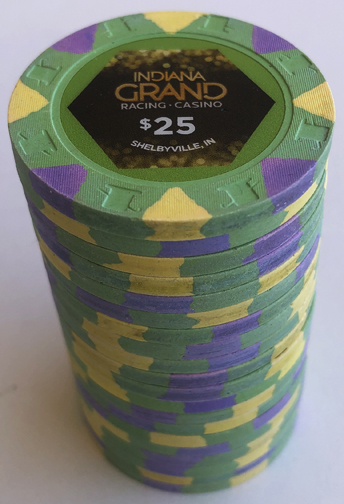 INDIANA
GRAND
RACING · CASINO
$25
SHELBYVILLE, IN